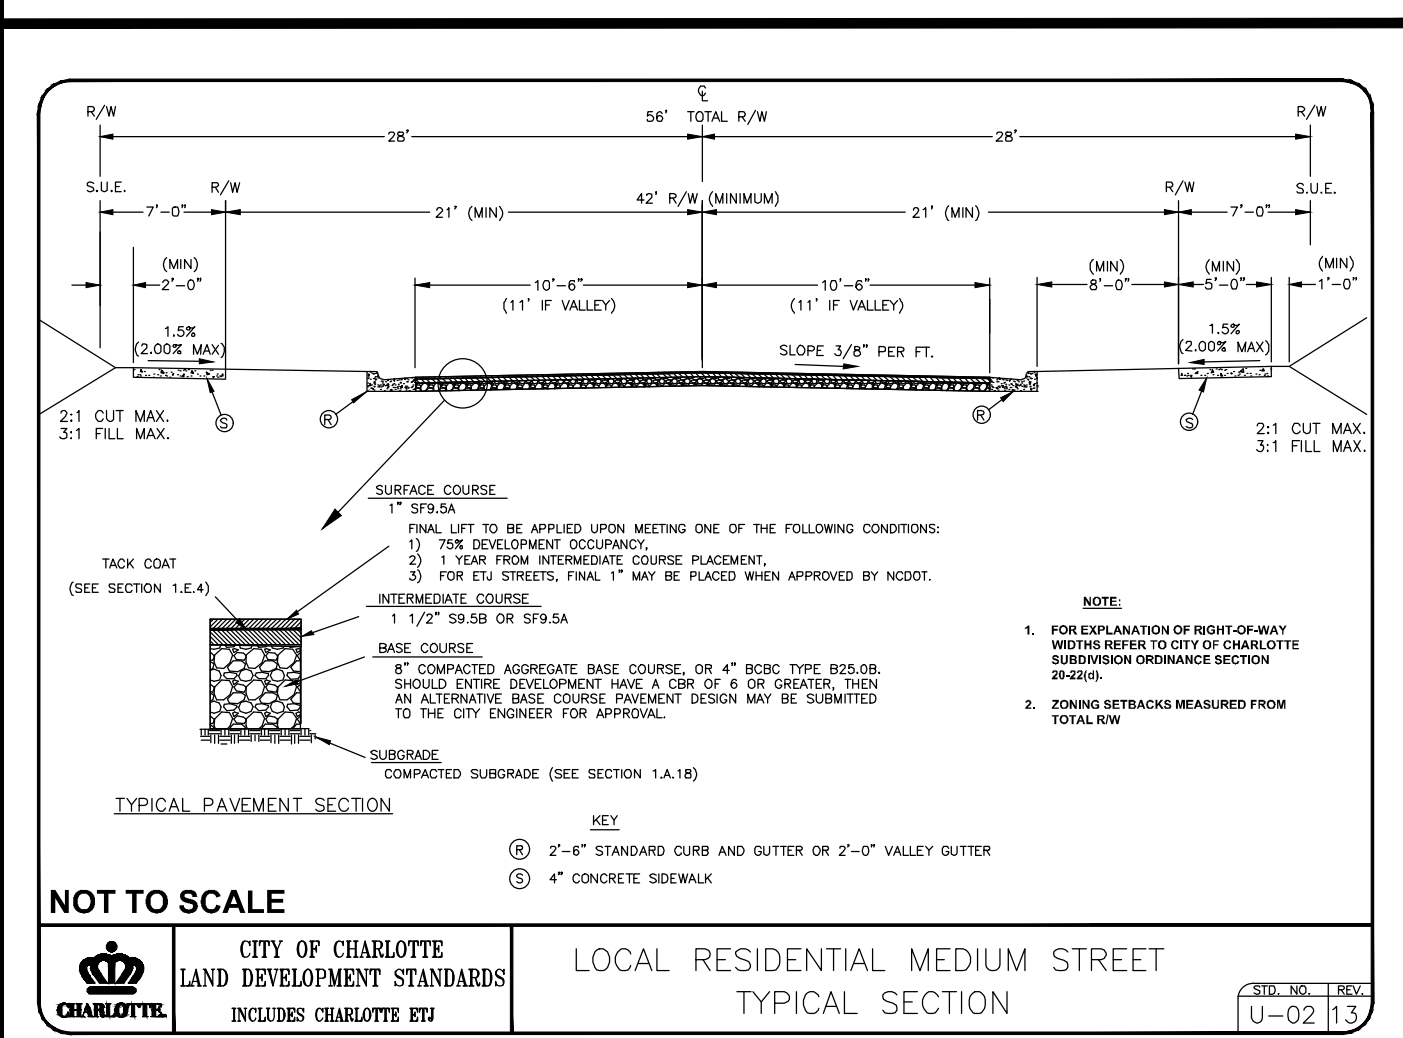 ℄
R/W
56' TOTAL R/W
R/W
28'
28'
S.U.E.
R/W
42' R/W (MINIMUM)
R/W
S.U.E.
7'-0"
21' (MIN)
21' (MIN)
7'-0"
(MIN)
2'-0"
10'-6"
(11' IF VALLEY)
10'-6"
(11' IF VALLEY)
(MIN)
8'-0"
(MIN)
5'-0"
(MIN)
1'-0"
1.5%
(2.00% MAX)
SLOPE 3/8" PER FT.
1.5%
(2.00% MAX)
S
R
R
S
2:1 CUT MAX.
3:1 FILL MAX.
2:1 CUT MAX.
3:1 FILL MAX.
SURFACE COURSE
1" SF9.5A
FINAL LIFT TO BE APPLIED UPON MEETING ONE OF THE FOLLOWING CONDITIONS:
1) 75% DEVELOPMENT OCCUPANCY,
2) 1 YEAR FROM INTERMEDIATE COURSE PLACEMENT,
3) FOR ETJ STREETS, FINAL 1" MAY BE PLACED WHEN APPROVED BY NCDOT.
TACK COAT
(SEE SECTION 1.E.4)
INTERMEDIATE COURSE
1 1/2" S9.5B OR SF9.5A
BASE COURSE
8" COMPACTED AGGREGATE BASE COURSE, OR 4" BCBC TYPE B25.0B.
SHOULD ENTIRE DEVELOPMENT HAVE A CBR OF 6 OR GREATER, THEN
AN ALTERNATIVE BASE COURSE PAVEMENT DESIGN MAY BE SUBMITTED
TO THE CITY ENGINEER FOR APPROVAL.
SUBGRADE
COMPACTED SUBGRADE (SEE SECTION 1.A.18)
TYPICAL PAVEMENT SECTION
NOTE:
1. FOR EXPLANATION OF RIGHT-OF-WAY
WIDTHS REFER TO CITY OF CHARLOTTE
SUBDIVISION ORDINANCE SECTION
20-22(d).
2. ZONING SETBACKS MEASURED FROM
TOTAL R/W
KEY
R 2'-6" STANDARD CURB AND GUTTER OR 2'-0" VALLEY GUTTER
S 4" CONCRETE SIDEWALK
NOT TO SCALE
CHARLOTTE.
CITY OF CHARLOTTE
LAND DEVELOPMENT STANDARDS
INCLUDES CHARLOTTE ETJ
LOCAL RESIDENTIAL MEDIUM STREET
TYPICAL SECTION
STD. NO. REV.
U-02 13